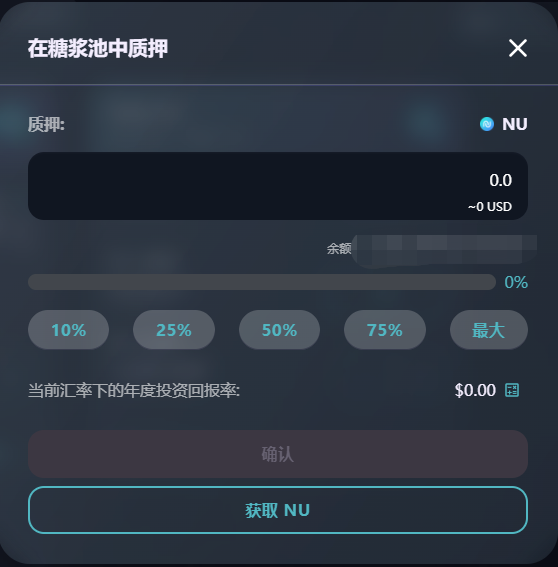 在糖浆池中质押
质押: NU
0.0
~0 USD
余额
0%
10% 25% 50% 75% 最大
当前汇率下的年度投资回报率: $0.00
确认
获取 NU